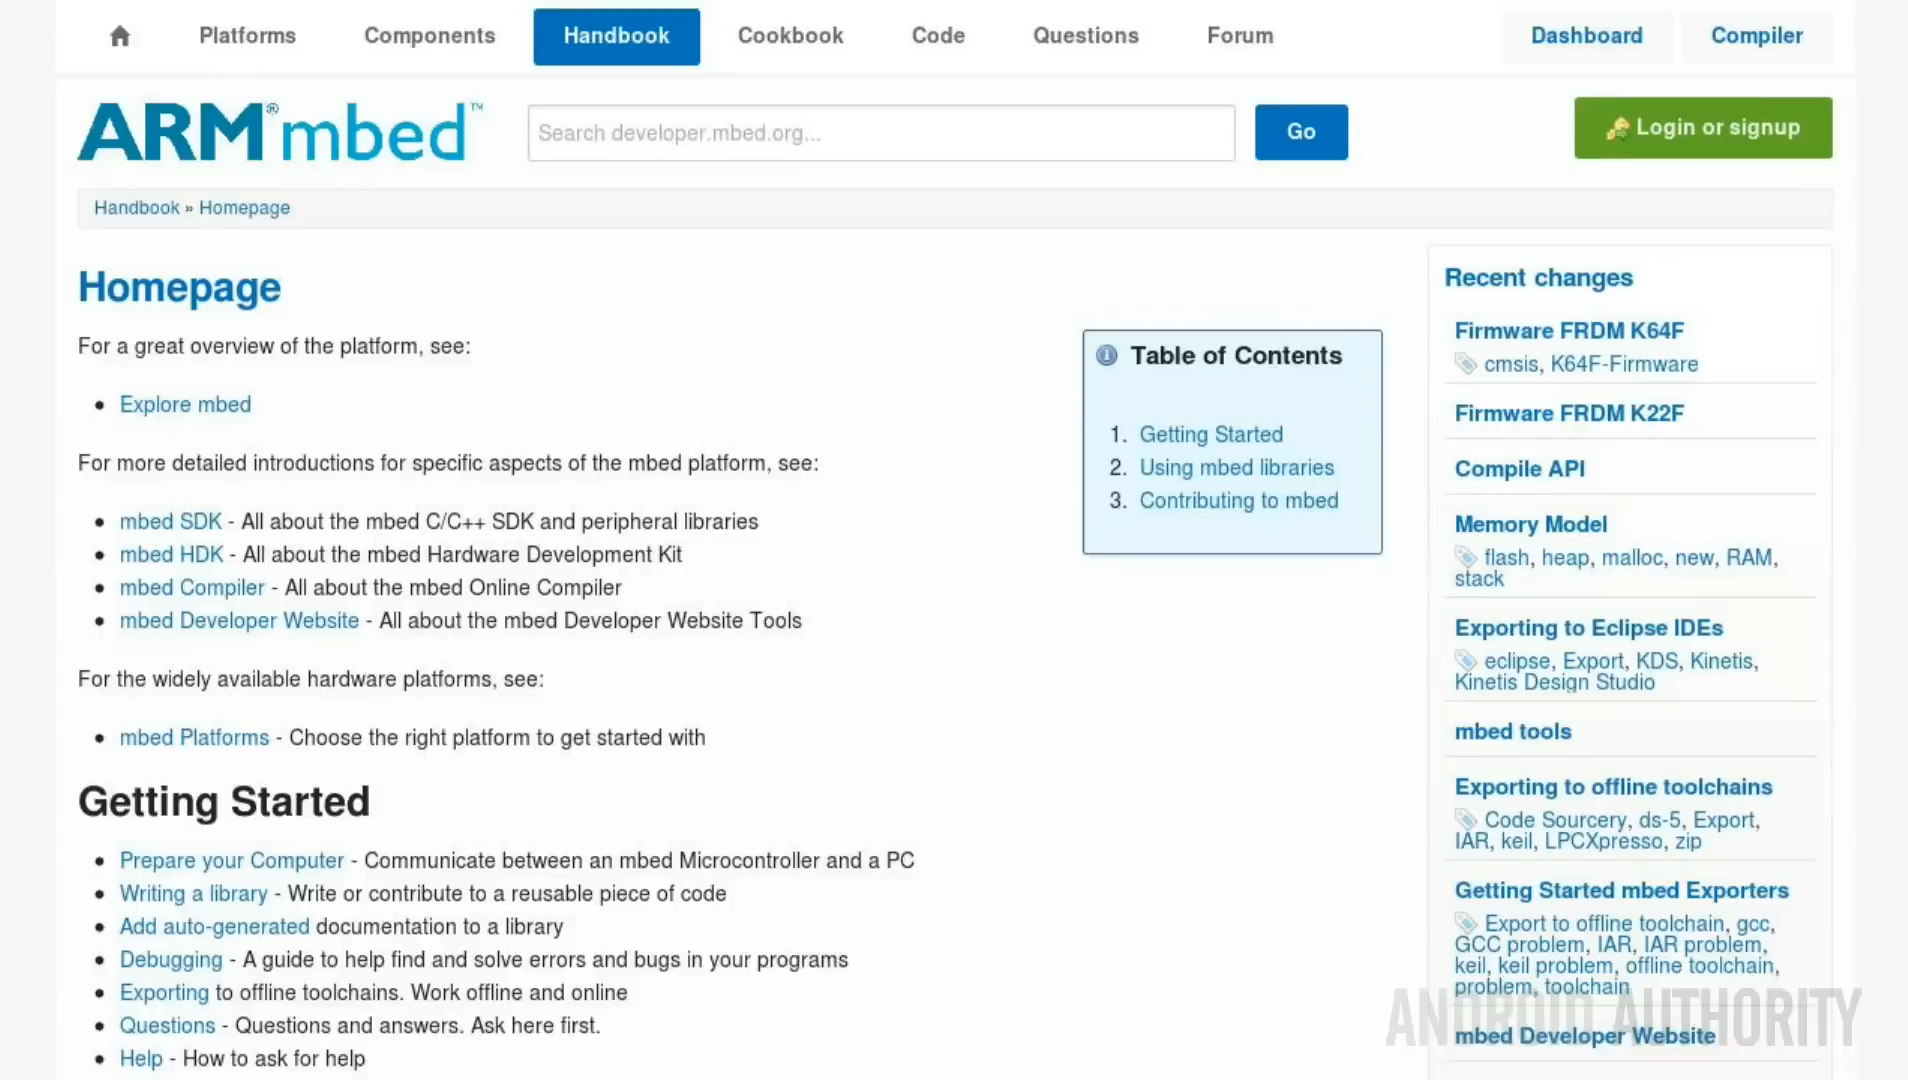 Platforms Components Handbook Cookbook Code Questions Forum Dashboard Compiler
ARM® mbed™
Search developer.mbed.org...
Go
Login or signup
Handbook » Homepage
Homepage
For a great overview of the platform, see:
Explore mbed
For more detailed introductions for specific aspects of the mbed platform, see:
mbed SDK - All about the mbed C/C++ SDK and peripheral libraries
mbed HDK - All about the mbed Hardware Development Kit
mbed Compiler - All about the mbed Online Compiler
mbed Developer Website - All about the mbed Developer Website Tools
For the widely available hardware platforms, see:
mbed Platforms - Choose the right platform to get started with
Getting Started
Prepare your Computer - Communicate between an mbed Microcontroller and a PC
Writing a library - Write or contribute to a reusable piece of code
Add auto-generated documentation to a library
Debugging - A guide to help find and solve errors and bugs in your programs
Exporting to offline toolchains. Work offline and online
Questions - Questions and answers. Ask here first.
Help - How to ask for help
Table of Contents
1. Getting Started
2. Using mbed libraries
3. Contributing to mbed
Recent changes
Firmware FRDM K64F
cmsis, K64F-Firmware
Firmware FRDM K22F
Compile API
Memory Model
flash, heap, malloc, new, RAM,
stack
Exporting to Eclipse IDEs
eclipse, Export, KDS, Kinetis,
Kinetis Design Studio
mbed tools
Exporting to offline toolchains
Code Sourcery, ds-5, Export,
IAR, keil, LPCXpresso, zip
Getting Started mbed Exporters
Export to offline toolchain, gcc,
GCC problem, IAR, IAR problem,
keil, keil problem, offline toolchain,
problem, toolchain
mbed Developer Website
ANDROID AUTHORITY